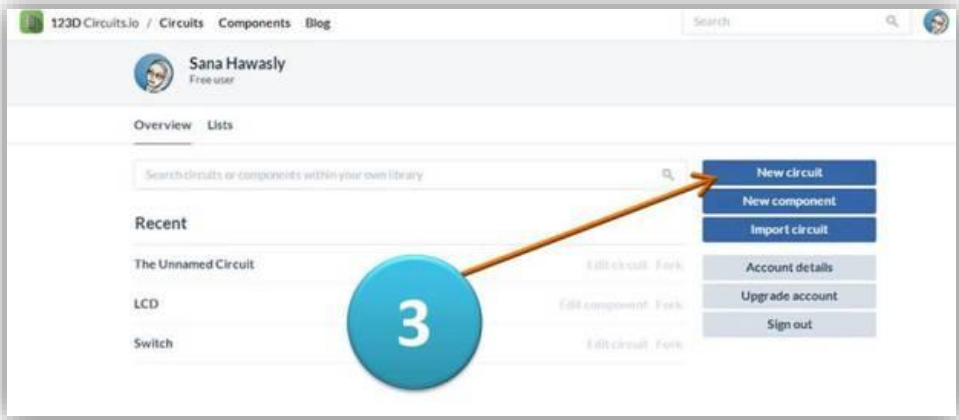 123D Circuits.io / Circuits Components Blog Search
Sana Hawasly
Free user
Overview Lists
Search circuits or components within your own library
New circuit
New component
Import circuit
Recent
The Unnamed Circuit Edit circuit Fork
LCD Edit component Fork
Switch Edit circuit Fork
Account details
Upgrade account
Sign out
3